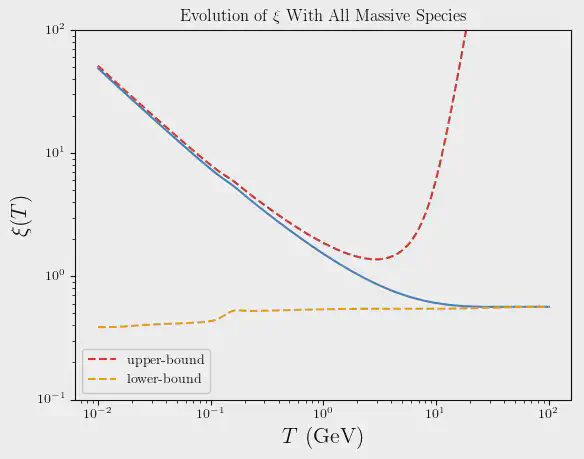 Evolution of ξ With All Massive Species
10²
10¹
10⁰
10⁻¹
ξ(T)
upper-bound
lower-bound
10⁻² 10⁻¹ 10⁰ 10¹ 10²
T (GeV)